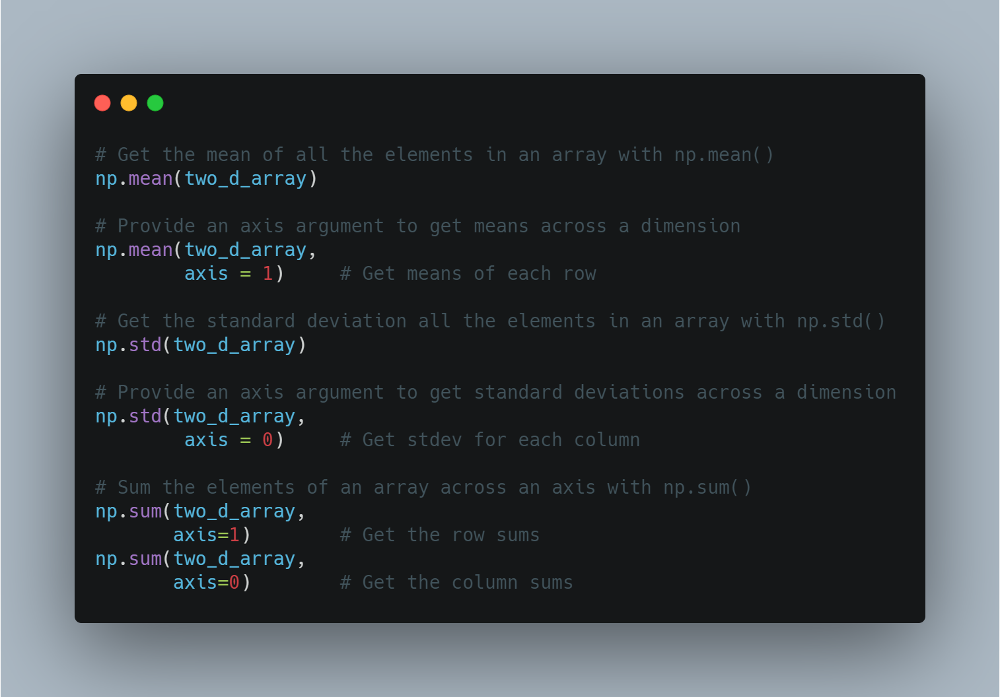 # Get the mean of all the elements in an array with np.mean()
np.mean(two_d_array)
# Provide an axis argument to get means across a dimension
np.mean(two_d_array,
        axis = 1)     # Get means of each row
# Get the standard deviation all the elements in an array with np.std()
np.std(two_d_array)
# Provide an axis argument to get standard deviations across a dimension
np.std(two_d_array,
        axis = 0)     # Get stdev for each column
# Sum the elements of an array across an axis with np.sum()
np.sum(two_d_array,
       axis=1)        # Get the row sums
np.sum(two_d_array,
       axis=0)        # Get the column sums